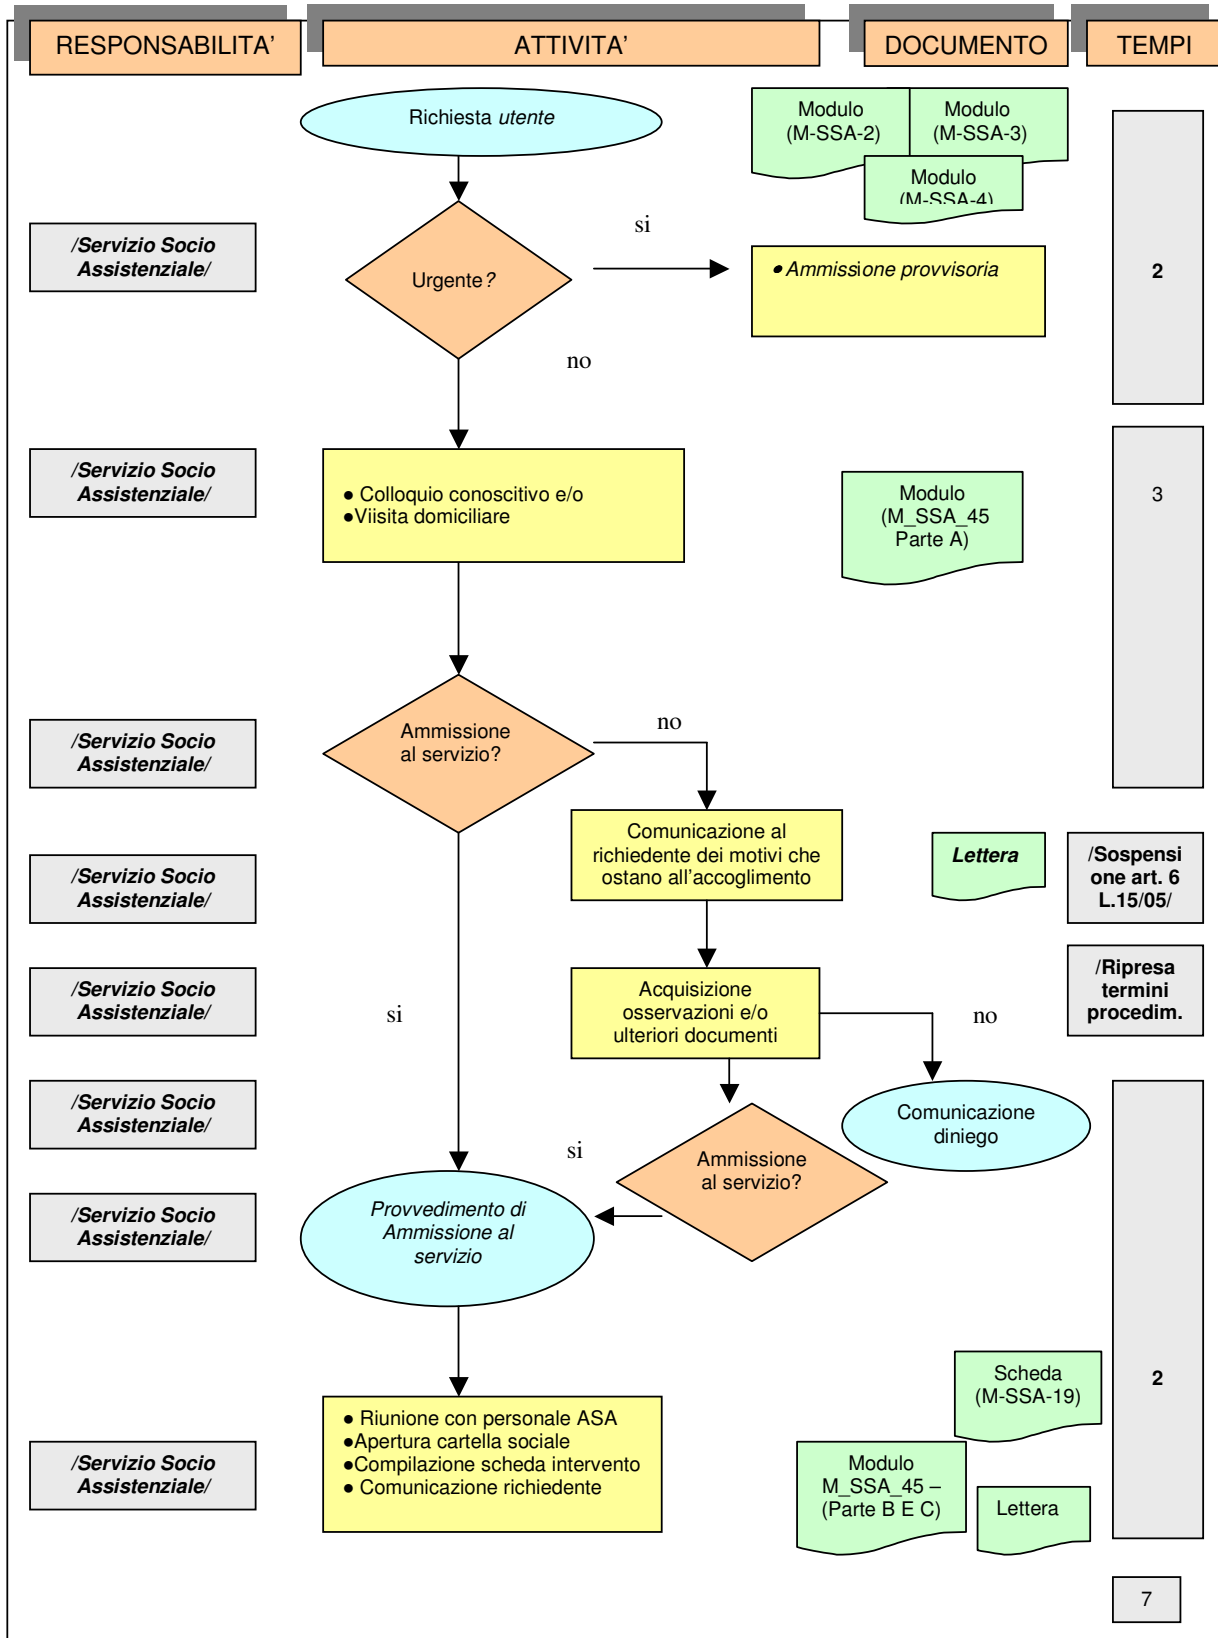 RESPONSABILITA'
ATTIVITA'
DOCUMENTO
TEMPI
Richiesta utente
Modulo
(M-SSA-2)
Modulo
(M-SSA-3)
Modulo
(M-SSA-4)
/Servizio Socio
Assistenziale/
Urgente?
si
● Ammissione provvisoria
2
no
/Servizio Socio
Assistenziale/
● Colloquio conoscitivo e/o
●Viisita domiciliare
Modulo
(M_SSA_45
Parte A)
3
/Servizio Socio
Assistenziale/
Ammissione
al servizio?
no
/Servizio Socio
Assistenziale/
Comunicazione al
richiedente dei motivi che
ostano all'accoglimento
Lettera
/Sospensi
one art. 6
L.15/05/
/Servizio Socio
Assistenziale/
si
Acquisizione
osservazioni e/o
ulteriori documenti
no
/Ripresa
termini
procedim.
/Servizio Socio
Assistenziale/
Comunicazione
diniego
si
Ammissione
al servizio?
/Servizio Socio
Assistenziale/
Provvedimento di
Ammissione al
servizio
Scheda
(M-SSA-19)
2
/Servizio Socio
Assistenziale/
● Riunione con personale ASA
●Apertura cartella sociale
●Compilazione scheda intervento
● Comunicazione richiedente
Modulo
M_SSA_45 –
(Parte B E C)
Lettera
7